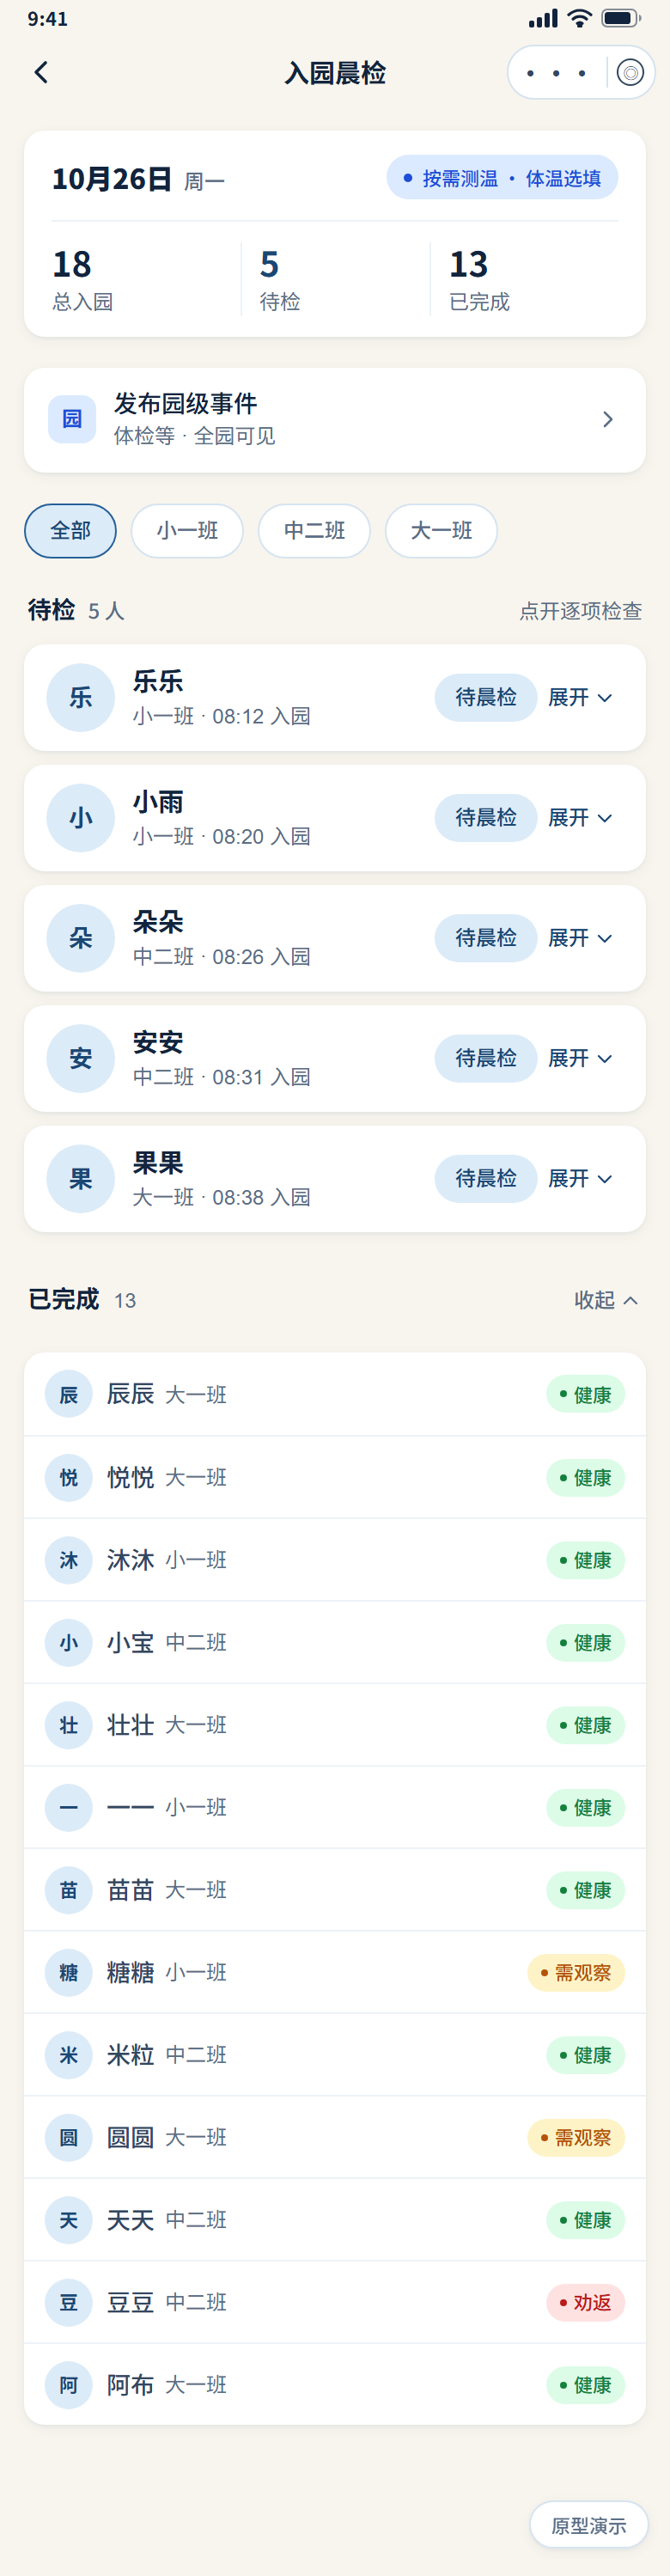 9:41
入园晨检
10月26日 周一
按需测温 · 体温选填
18
5
13
总入园
待检
已完成
园
发布园级事件
体检等 · 全园可见
全部
小一班
中二班
大一班
待检 5 人
点开逐项检查
乐
乐乐
小一班 · 08:12 入园
待晨检
展开
小
小雨
小一班 · 08:20 入园
待晨检
展开
朵
朵朵
中二班 · 08:26 入园
待晨检
展开
安
安安
中二班 · 08:31 入园
待晨检
展开
果
果果
大一班 · 08:38 入园
待晨检
展开
已完成 13
收起
辰 辰辰 大一班 健康
悦 悦悦 大一班 健康
沐 沐沐 小一班 健康
小 小宝 中二班 健康
壮 壮壮 大一班 健康
一 一一 小一班 健康
苗 苗苗 大一班 健康
糖 糖糖 小一班 需观察
米 米粒 中二班 健康
圆 圆圆 大一班 需观察
天 天天 中二班 健康
豆 豆豆 中二班 劝返
阿 阿布 大一班 健康
原型演示